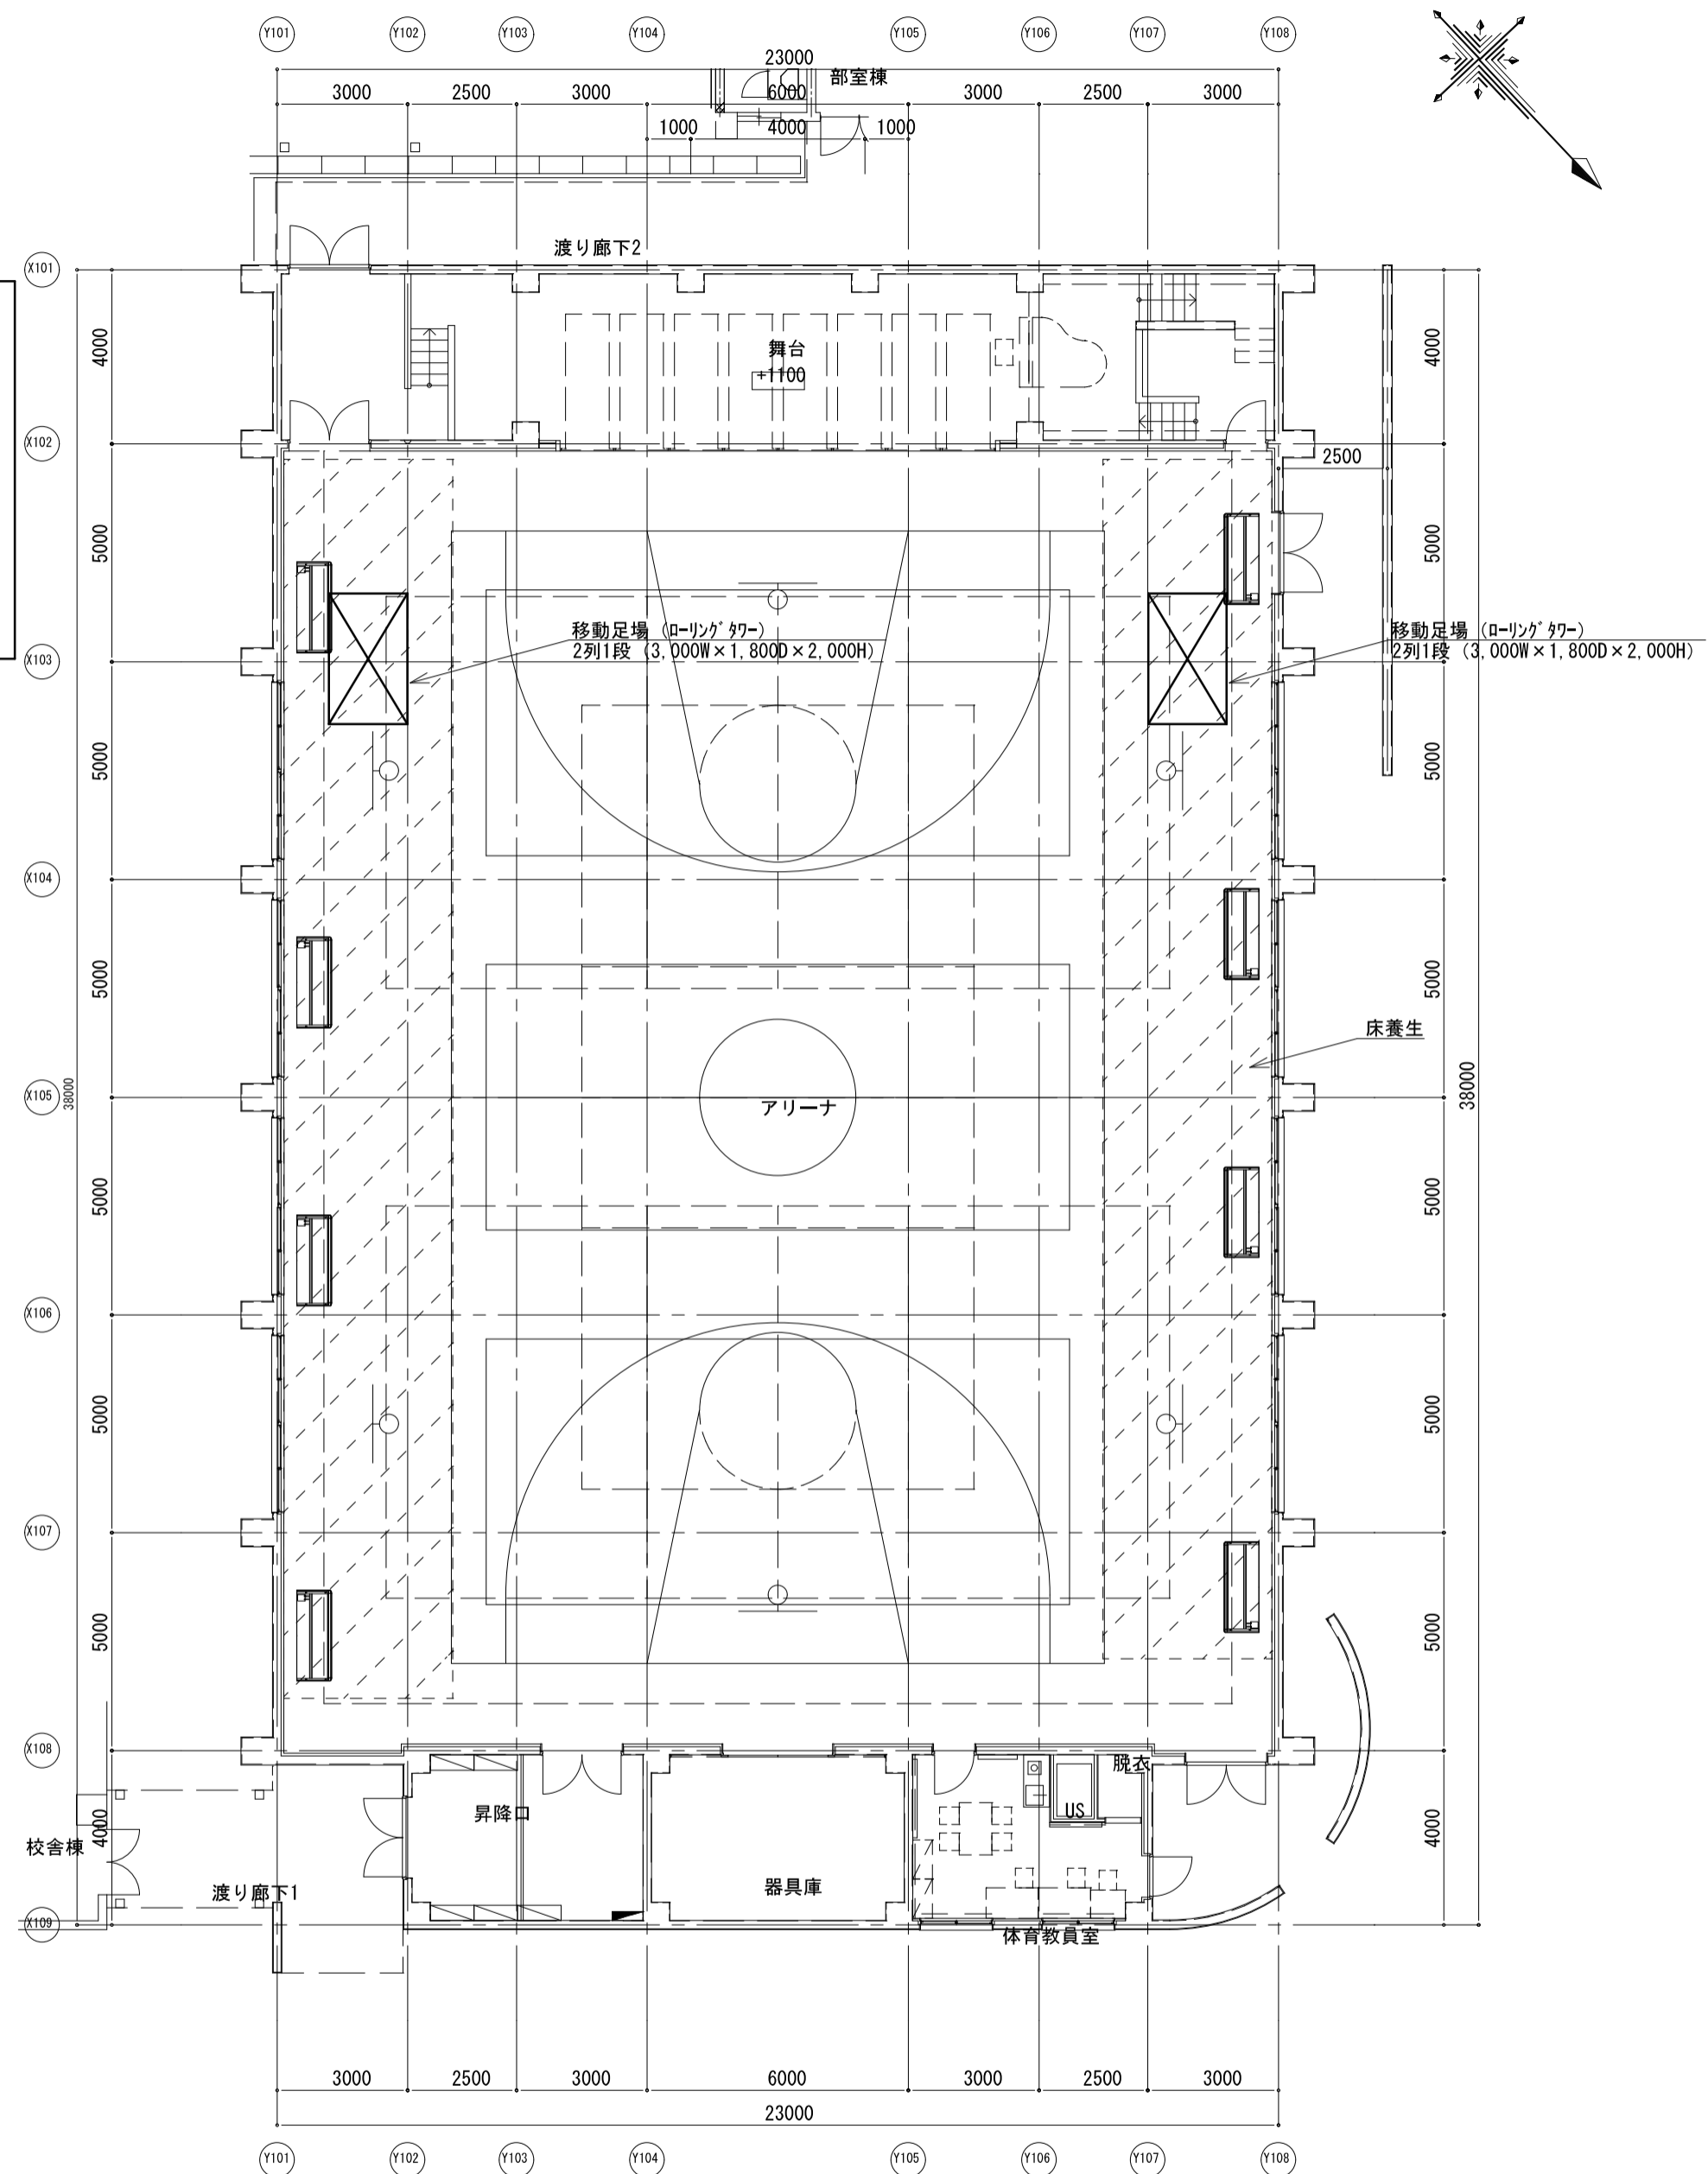 Y101 Y102 Y103 Y104 Y105 Y106 Y107 Y108
23000
部室棟
3000 2500 3000 6000 3000 2500 3000
1000 4000 1000
渡り廊下2
X101
4000
舞台
+1100
4000
X102
2500
5000
5000
移動足場 (ローリングタワー)
2列1段 (3,000W×1,800D×2,000H)
移動足場 (ローリングタワー)
2列1段 (3,000W×1,800D×2,000H)
X103
5000
5000
X104
5000
5000
床養生
X105
38000
アリーナ
38000
5000
5000
X106
5000
5000
X107
5000
5000
X108
脱衣
昇降口
US
4000
4000
校舎棟
器具庫
渡り廊下1
X109
体育教員室
3000 2500 3000 6000 3000 2500 3000
23000
Y101 Y102 Y103 Y104 Y105 Y106 Y107 Y108